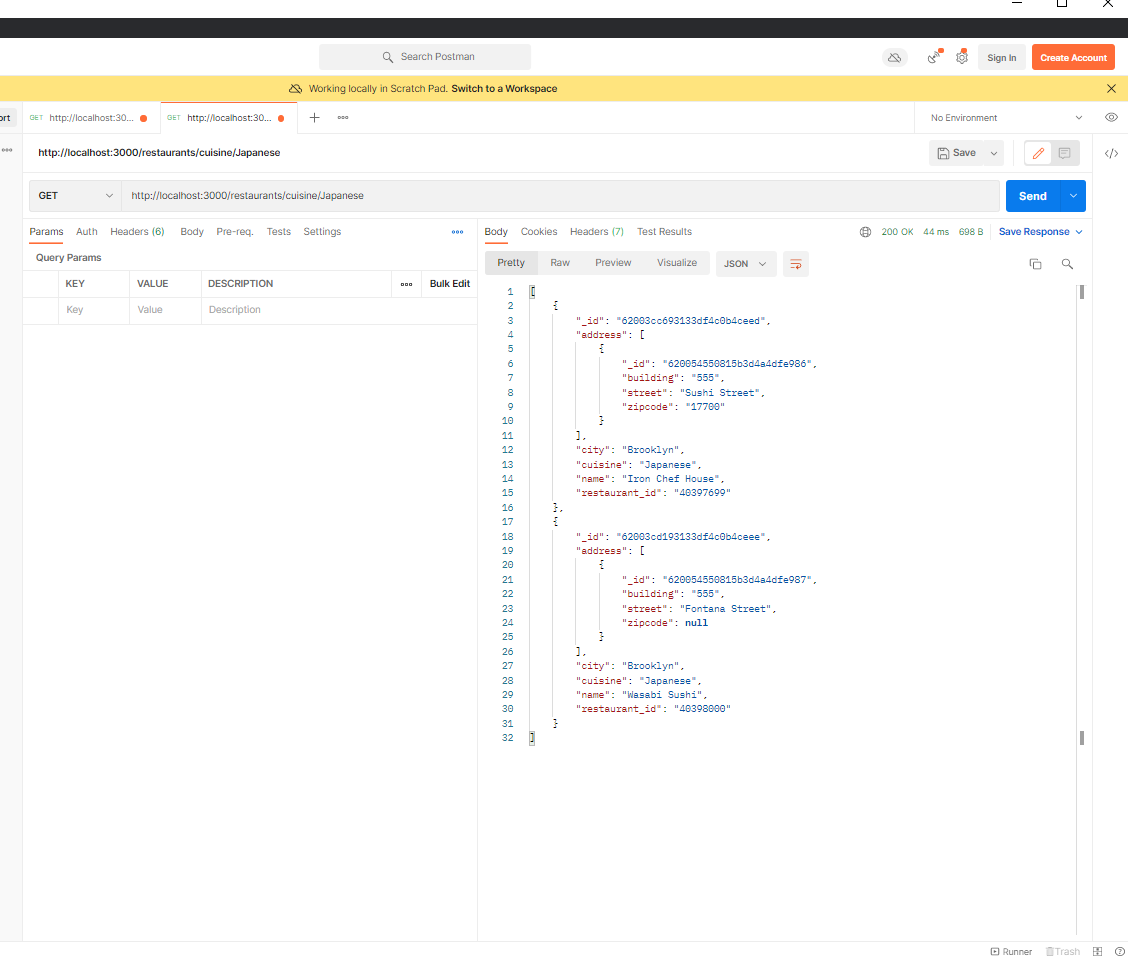 Search Postman
Sign In
Create Account
Working locally in Scratch Pad. Switch to a Workspace
ort
GET http://localhost:30...
GET http://localhost:30...
No Environment
http://localhost:3000/restaurants/cuisine/Japanese
Save
GET
http://localhost:3000/restaurants/cuisine/Japanese
Send
Params Auth Headers (6) Body Pre-req. Tests Settings
Query Params
KEY VALUE DESCRIPTION Bulk Edit
Key Value Description
Body Cookies Headers (7) Test Results 200 OK 44 ms 698 B Save Response
Pretty Raw Preview Visualize JSON
1 [
2 {
3 "_id": "62003cc693133df4c0b4ceed",
4 "address": [
5 {
6 "_id": "620054550815b3d4a4dfe986",
7 "building": "555",
8 "street": "Sushi Street",
9 "zipcode": "17700"
10 }
11 ],
12 "city": "Brooklyn",
13 "cuisine": "Japanese",
14 "name": "Iron Chef House",
15 "restaurant_id": "40397699"
16 },
17 {
18 "_id": "62003cd193133df4c0b4ceee",
19 "address": [
20 {
21 "_id": "620054550815b3d4a4dfe987",
22 "building": "555",
23 "street": "Fontana Street",
24 "zipcode": null
25 }
26 ],
27 "city": "Brooklyn",
28 "cuisine": "Japanese",
29 "name": "Wasabi Sushi",
30 "restaurant_id": "40398000"
31 }
32 ]
Runner Trash